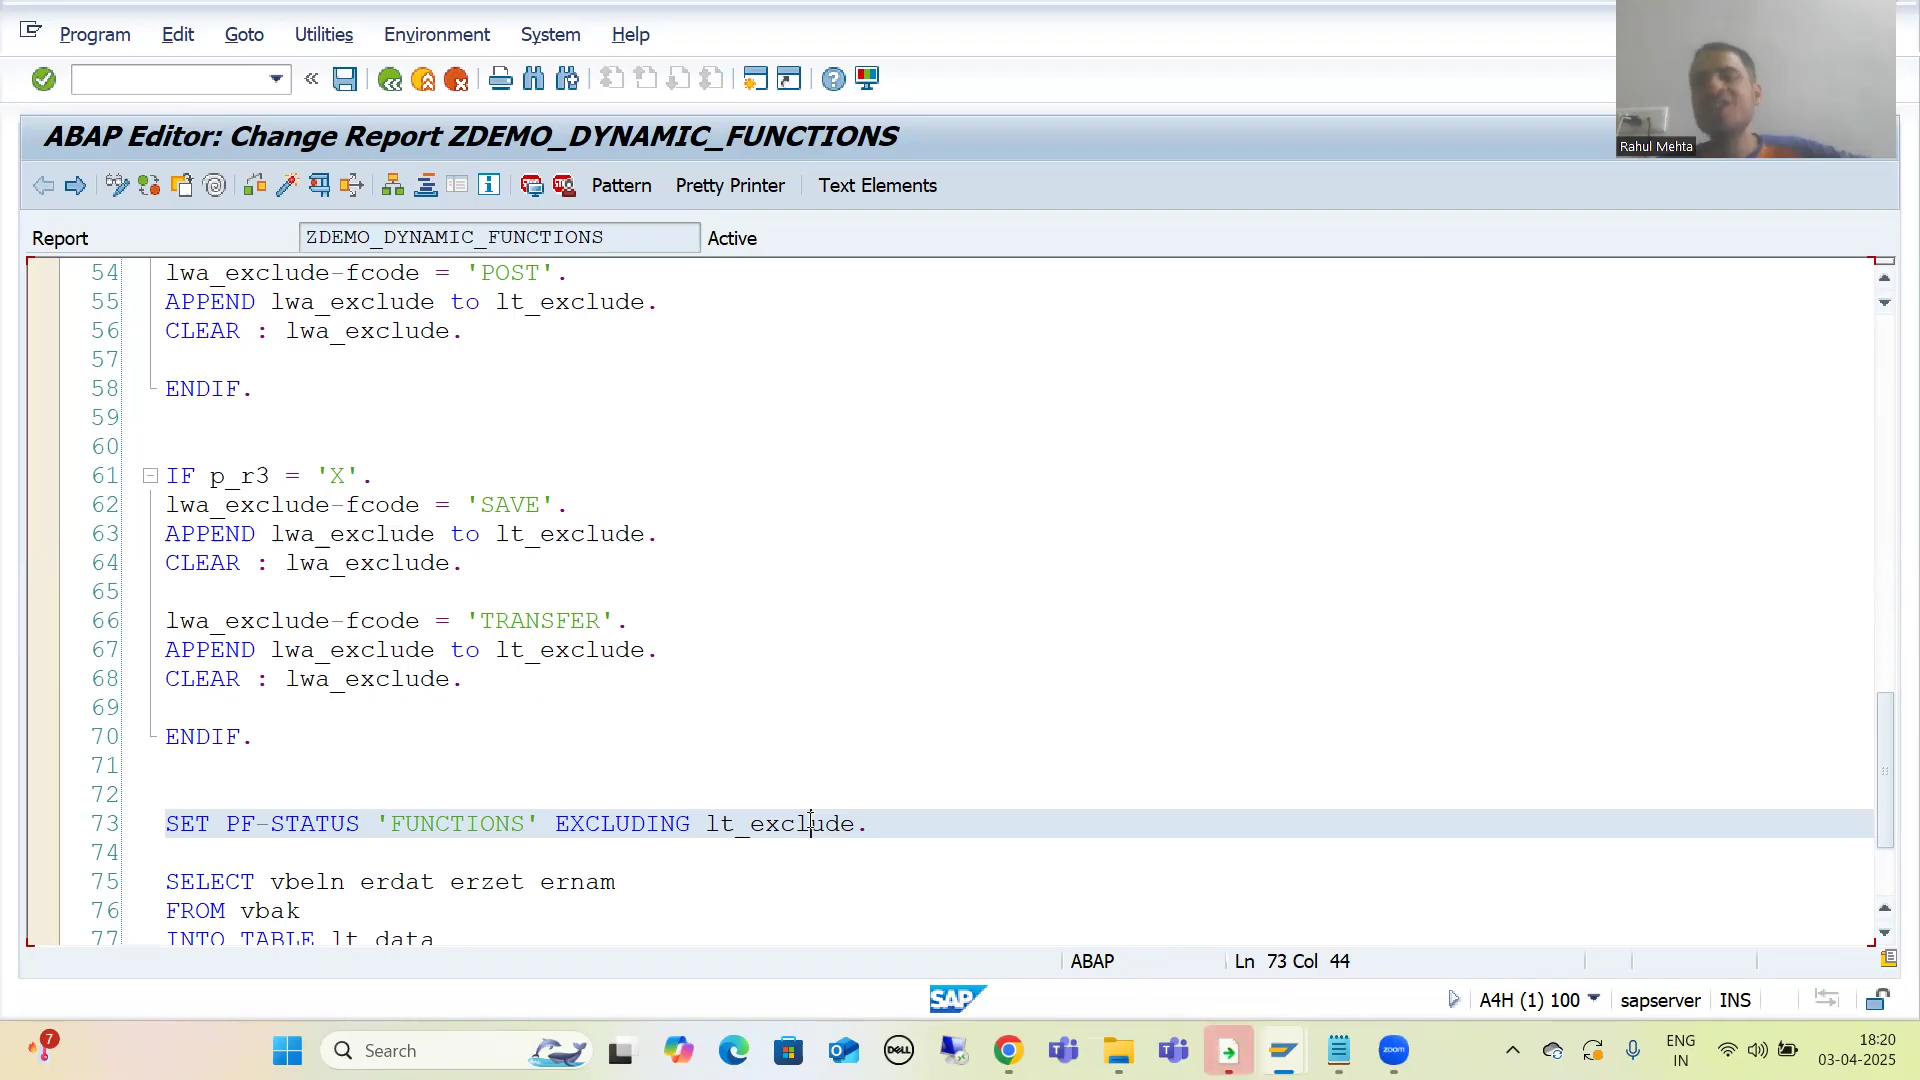 Program Edit Goto Utilities Environment System Help
ABAP Editor: Change Report ZDEMO_DYNAMIC_FUNCTIONS
Rahul Mehta
Pattern Pretty Printer Text Elements
Report ZDEMO_DYNAMIC_FUNCTIONS Active
54 lwa_exclude-fcode = 'POST'.
55 APPEND lwa_exclude to lt_exclude.
56 CLEAR : lwa_exclude.
57
58 ENDIF.
59
60
61 IF p_r3 = 'X'.
62 lwa_exclude-fcode = 'SAVE'.
63 APPEND lwa_exclude to lt_exclude.
64 CLEAR : lwa_exclude.
65
66 lwa_exclude-fcode = 'TRANSFER'.
67 APPEND lwa_exclude to lt_exclude.
68 CLEAR : lwa_exclude.
69
70 ENDIF.
71
72
73 SET PF-STATUS 'FUNCTIONS' EXCLUDING lt_exclude.
74
75 SELECT vbeln erdat erzet ernam
76 FROM vbak
77 INTO TABLE lt_data
ABAP Ln 73 Col 44
SAP A4H (1) 100 sapserver INS
7 Search DELL zoom ENG 18:20
IN 03-04-2025